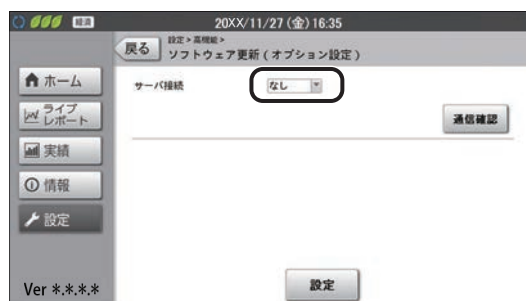 経済
20XX/11/27 (金) 16:35
戻る
設定 > 高機能 >
ソフトウェア更新 ( オプション設定 )
ホーム
ライブ
レポート
実績
情報
設定
Ver *.*.*.*
サーバ接続
なし
通信確認
設定